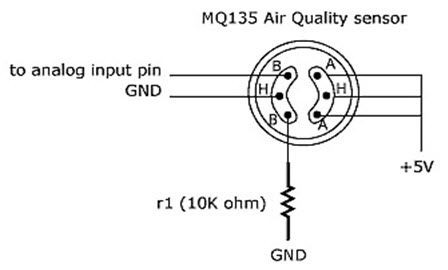 MQ135 Air Quality sensor
B A
to analog input pin
GND
H H
B A
+5V
r1 (10K ohm)
GND